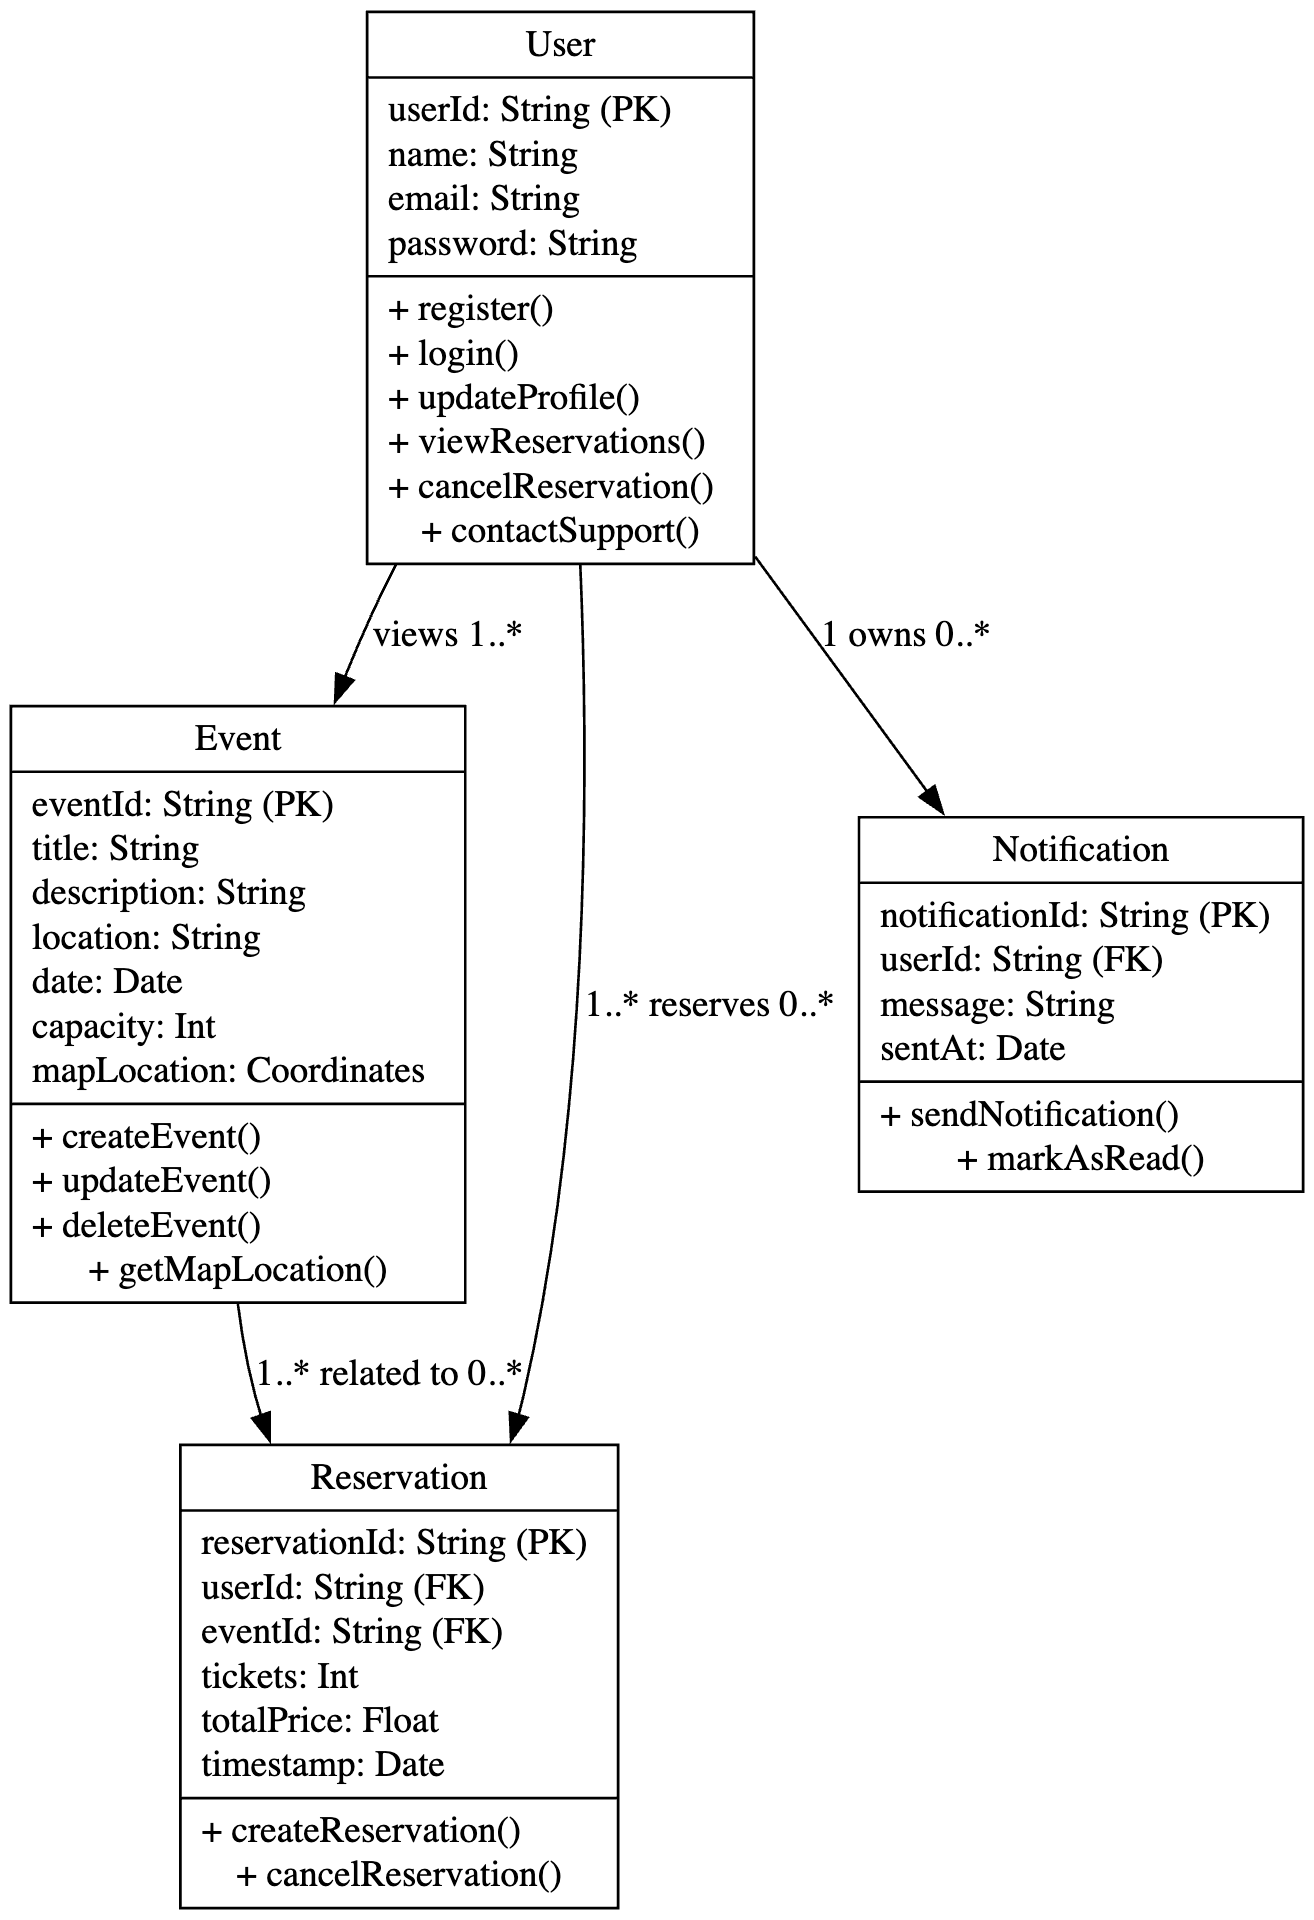 User
userId: String (PK)
name: String
email: String
password: String
+ register()
+ login()
+ updateProfile()
+ viewReservations()
+ cancelReservation()
+ contactSupport()
views 1..*
1 owns 0..*
Event
eventId: String (PK)
title: String
description: String
location: String
date: Date
capacity: Int
mapLocation: Coordinates
+ createEvent()
+ updateEvent()
+ deleteEvent()
+ getMapLocation()
1..* reserves 0..*
Notification
notificationId: String (PK)
userId: String (FK)
message: String
sentAt: Date
+ sendNotification()
+ markAsRead()
1..* related to 0..*
Reservation
reservationId: String (PK)
userId: String (FK)
eventId: String (FK)
tickets: Int
totalPrice: Float
timestamp: Date
+ createReservation()
+ cancelReservation()